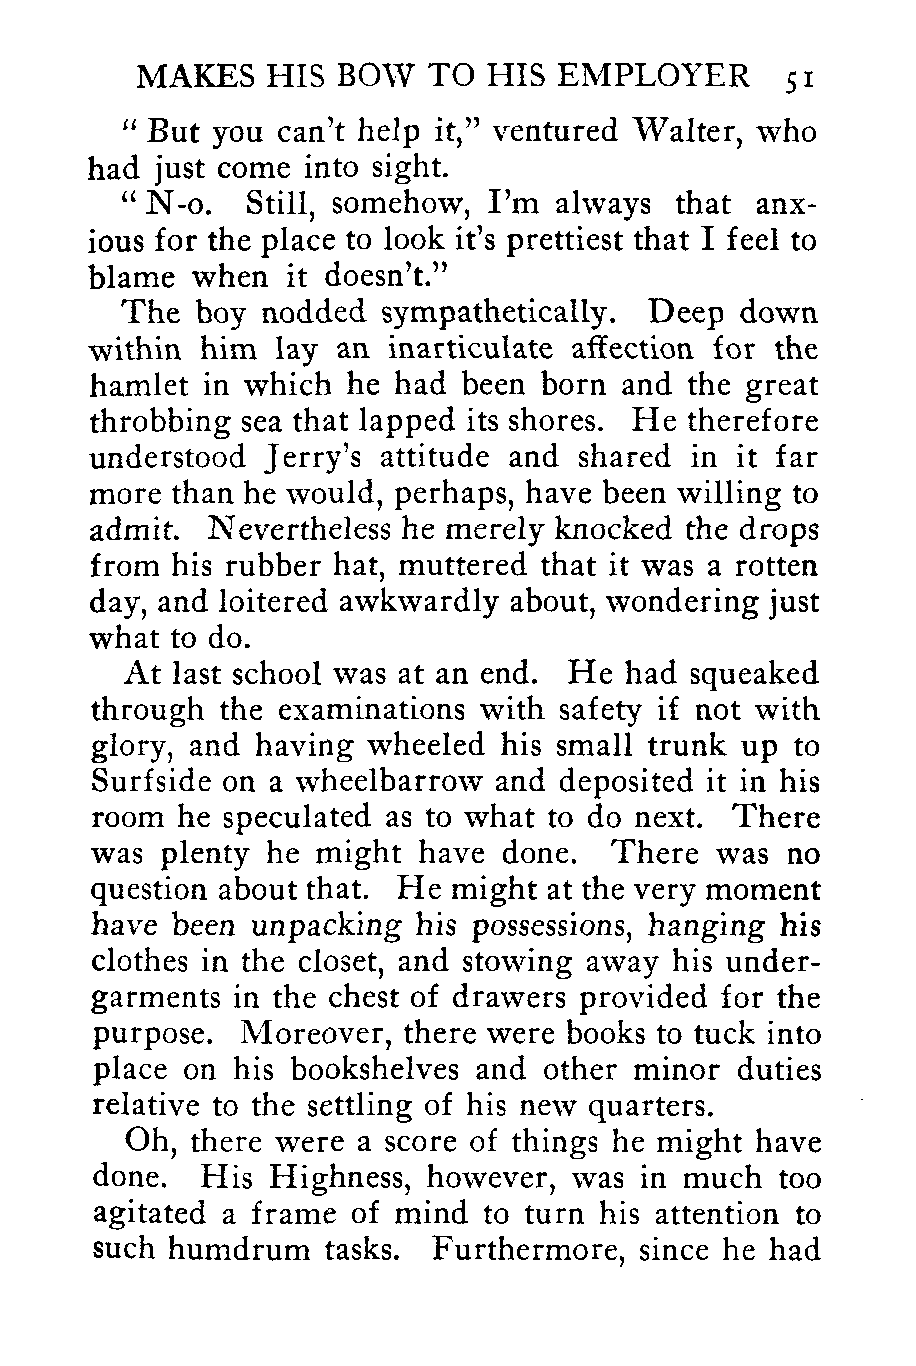 MAKES HIS BOW TO HIS EMPLOYER 51
" But you can't help it," ventured Walter, who
had just come into sight.
" N-o. Still, somehow, I'm always that anx-
ious for the place to look it's prettiest that I feel to
blame when it doesn't."
The boy nodded sympathetically. Deep down
within him lay an inarticulate affection for the
hamlet in which he had been born and the great
throbbing sea that lapped its shores. He therefore
understood Jerry's attitude and shared in it far
more than he would, perhaps, have been willing to
admit. Nevertheless he merely knocked the drops
from his rubber hat, muttered that it was a rotten
day, and loitered awkwardly about, wondering just
what to do.
At last school was at an end. He had squeaked
through the examinations with safety if not with
glory, and having wheeled his small trunk up to
Surfside on a wheelbarrow and deposited it in his
room he speculated as to what to do next. There
was plenty he might have done. There was no
question about that. He might at the very moment
have been unpacking his possessions, hanging his
clothes in the closet, and stowing away his under-
garments in the chest of drawers provided for the
purpose. Moreover, there were books to tuck into
place on his bookshelves and other minor duties
relative to the settling of his new quarters.
Oh, there were a score of things he might have
done. His Highness, however, was in much too
agitated a frame of mind to turn his attention to
such humdrum tasks. Furthermore, since he had